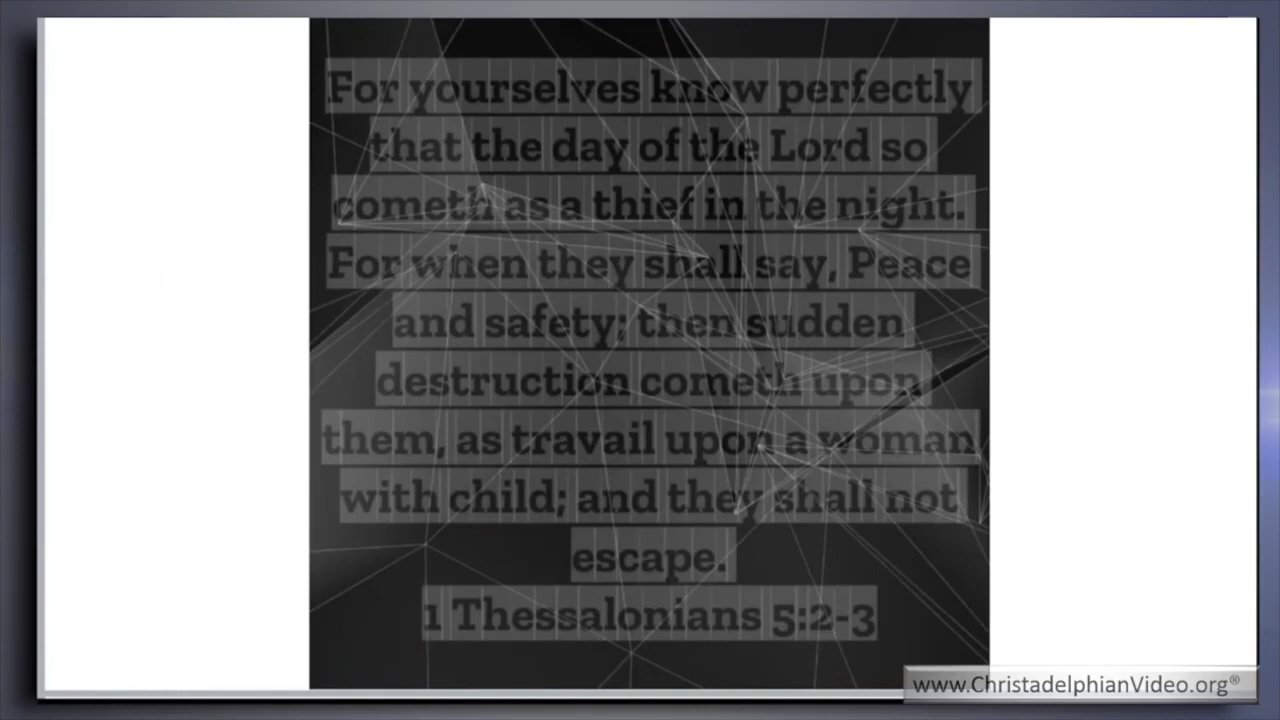 For yourselves know perfectly
that the day of the Lord so
cometh as a thief in the night.
For when they shall say, Peace
and safety; then sudden
destruction cometh upon
them, as travail upon a woman
with child; and they shall not
escape.
1 Thessalonians 5:2-3
www.ChristadelphianVideo.org®